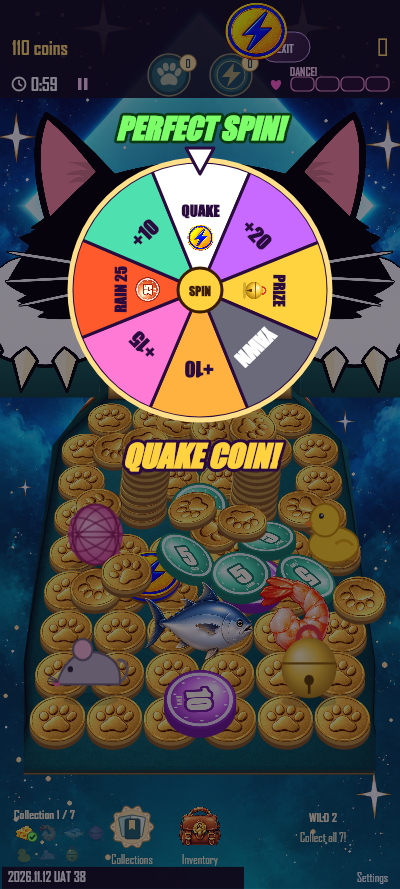 110 coins
EXIT
0:59
0
0
DANCE!
PERFECT SPIN!
QUAKE
+20
PRIZE
YAWN
+10
+15
RAIN 25
+10
SPIN
QUAKE COIN!
5
5
5
10
Collection 1 / 7
WILD 2
Collect all 7!
Collections
Inventory
2026.11.12 UAT 38
Settings